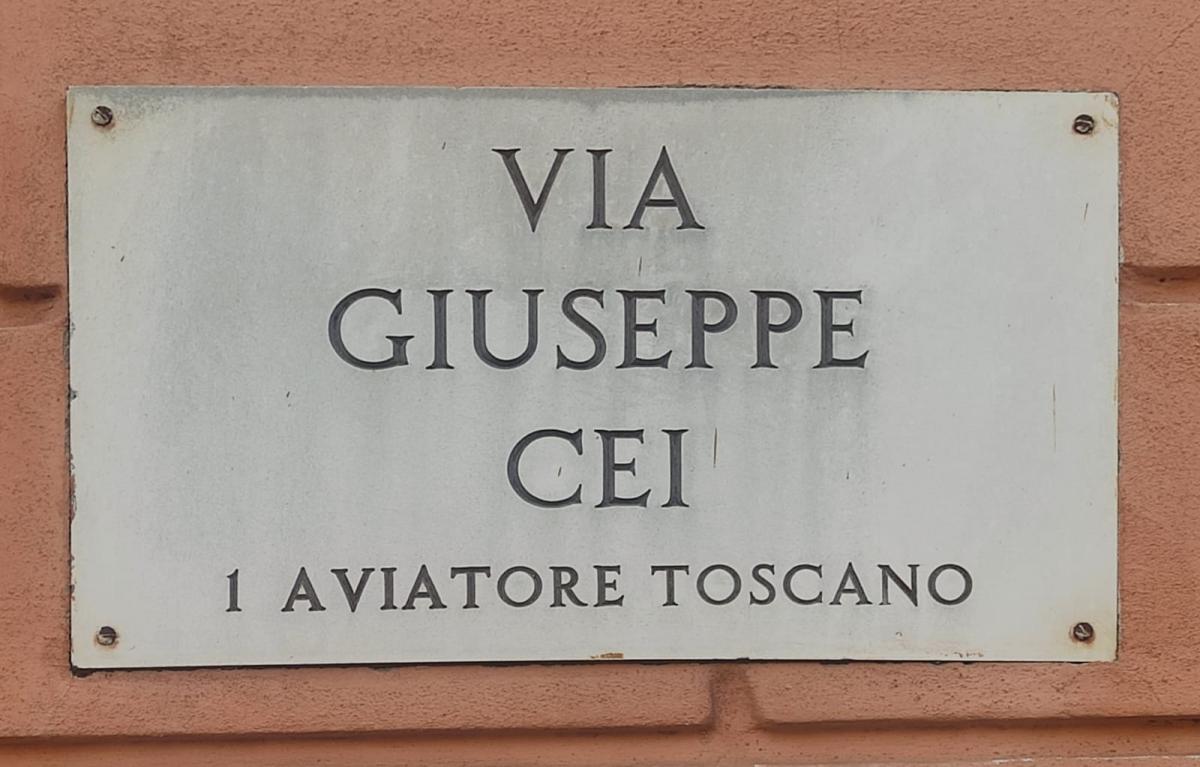 VIA
GIUSEPPE
CEI
1 AVIATORE TOSCANO